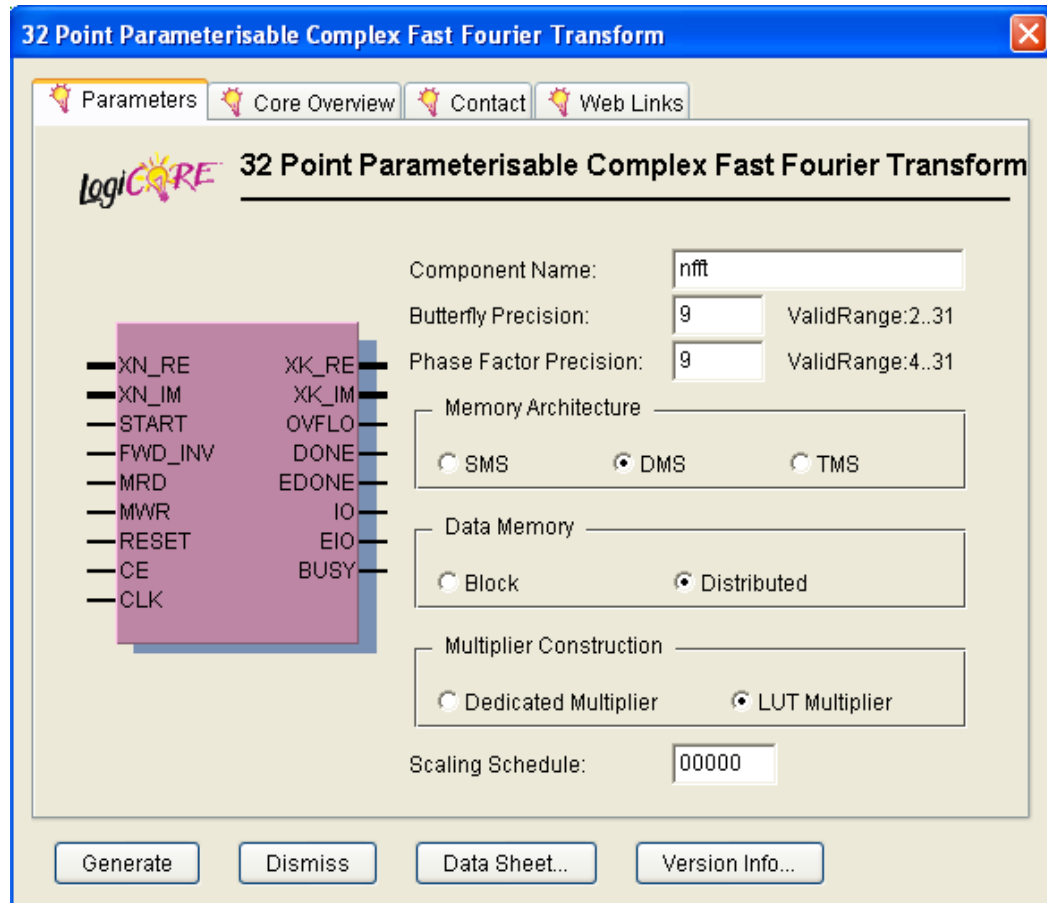 32 Point Parameterisable Complex Fast Fourier Transform
Parameters Core Overview Contact Web Links
LogiCORE
32 Point Parameterisable Complex Fast Fourier Transform
Component Name: nfft
Butterfly Precision: 9 ValidRange:2..31
Phase Factor Precision: 9 ValidRange:4..31
XN_RE XK_RE
XN_IM XK_IM
START OVFLO
FWD_INV DONE
MRD EDONE
MWR IO
RESET EIO
CE BUSY
CLK
Memory Architecture
SMS DMS TMS
Data Memory
Block Distributed
Multiplier Construction
Dedicated Multiplier LUT Multiplier
Scaling Schedule: 00000
Generate Dismiss Data Sheet... Version Info...